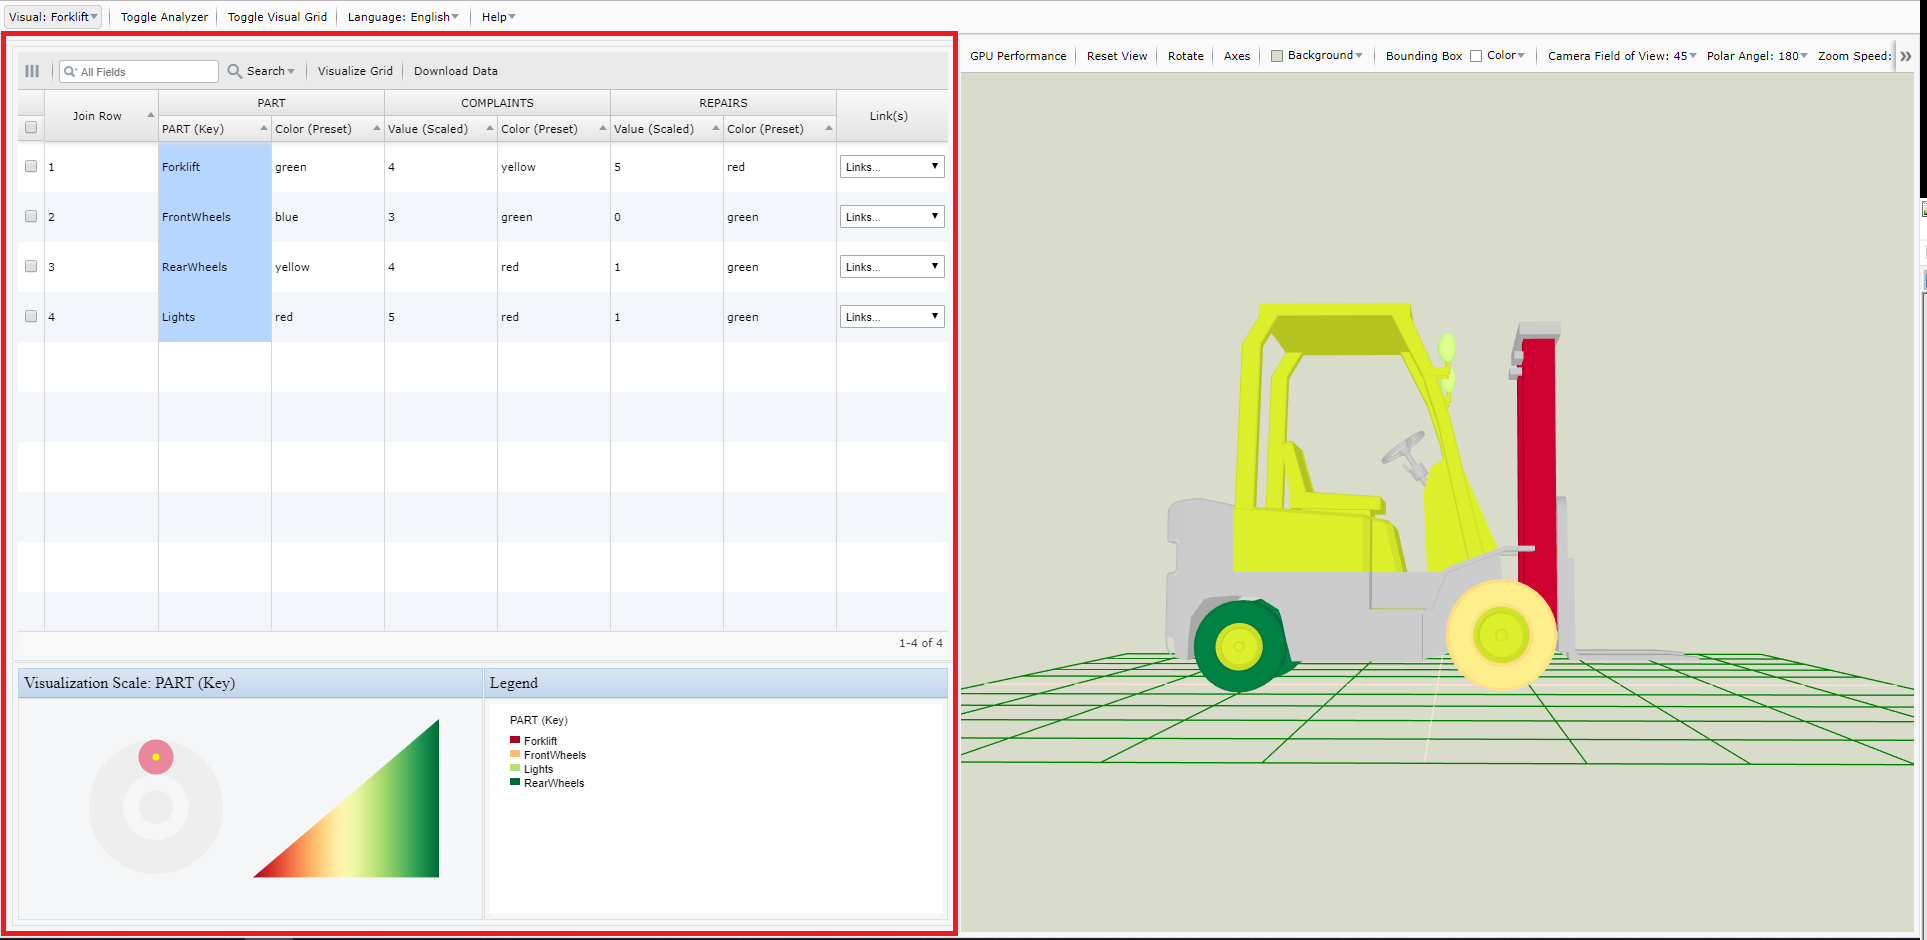 Visual: Forklift Toggle Analyzer Toggle Visual Grid Language: English Help
All Fields Search Visualize Grid Download Data
Join Row PART COMPLAINTS REPAIRS Link(s)
PART (Key) Color (Preset) Value (Scaled) Color (Preset) Value (Scaled) Color (Preset)
1 Forklift green 4 yellow 5 red Links...
2 FrontWheels blue 3 green 0 green Links...
3 RearWheels yellow 4 red 1 green Links...
4 Lights red 5 red 1 green Links...
1-4 of 4
Visualization Scale: PART (Key)
Legend
PART (Key)
Forklift
FrontWheels
Lights
RearWheels
GPU Performance Reset View Rotate Axes Background Bounding Box Color Camera Field of View: 45 Polar Angel: 180 Zoom Speed: »